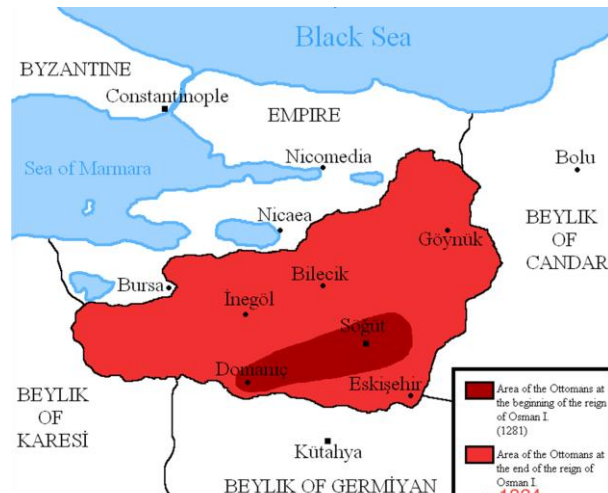 Black Sea
BYZANTINE
Constantinople
EMPIRE
Sea of Marmara
Nicomedia
Bolu
Nicaea
Göynük
BEYLIK
OF
CANDAR
Bursa
Bilecik
İnegöl
Söğüt
Domaniç
Eskişehir
BEYLIK
OF
KARESİ
Kütahya
BEYLIK OF GERMİYAN
Area of the Ottomans at
the beginning of the reign
of Osman I.
(1281)
Area of the Ottomans at
the end of the reign of
Osman I.